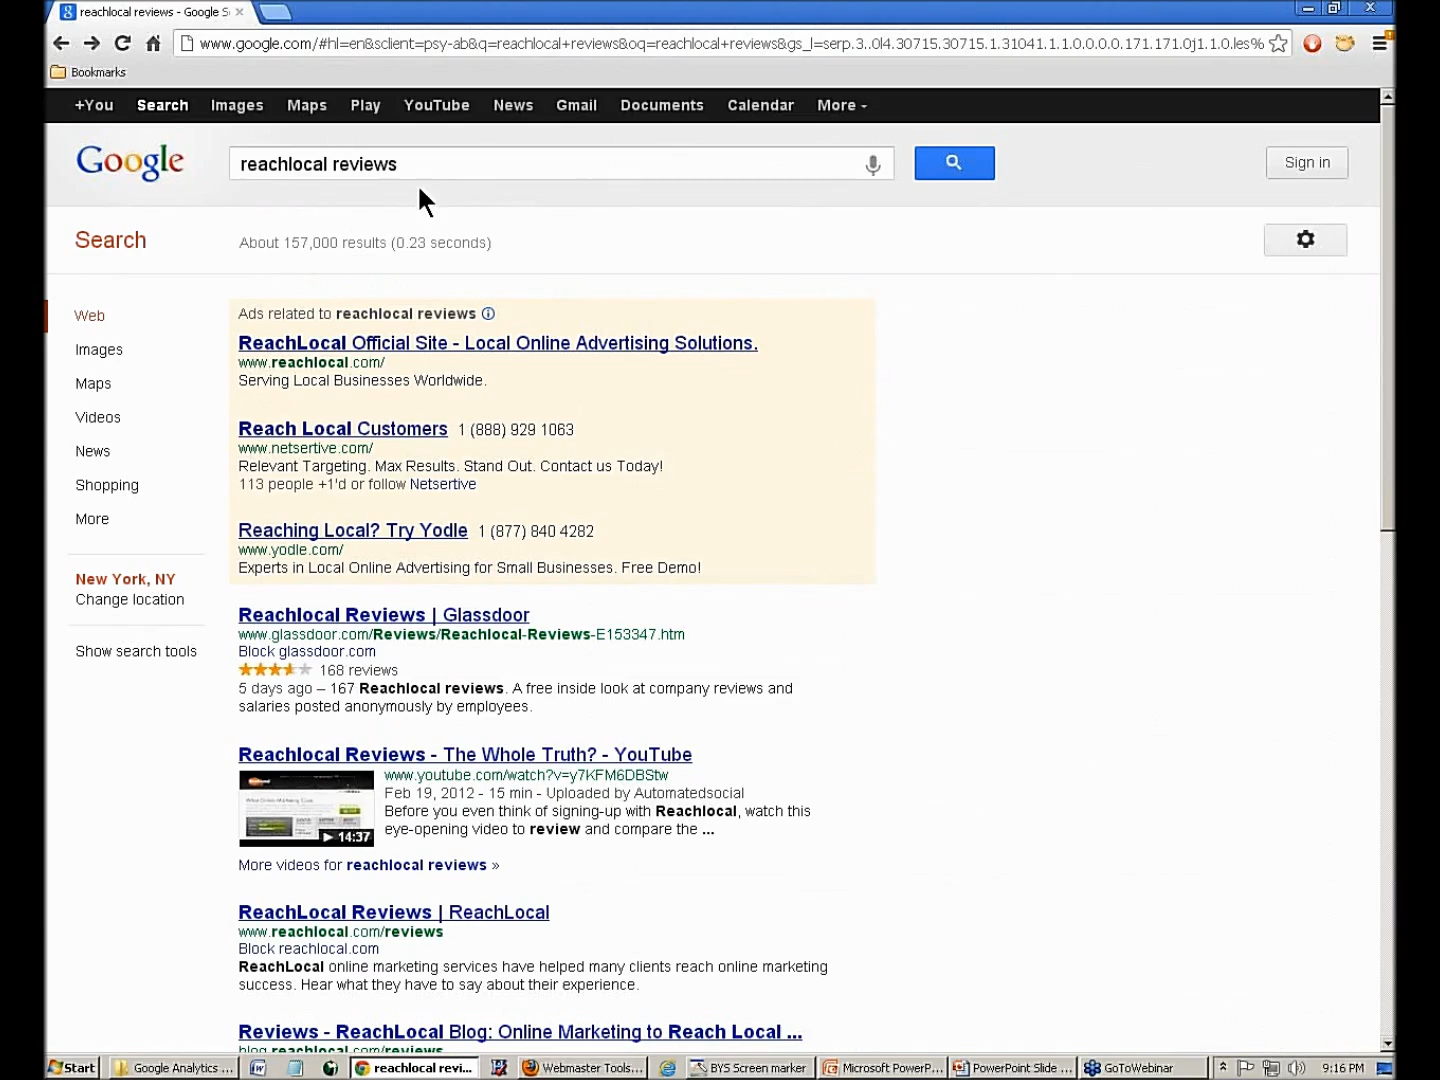 reachlocal reviews - Google S
www.google.com/#hl=en&sclient=psy-ab&q=reachlocal+reviews&oq=reachlocal+reviews&gs_l=serp.3..0l4.30715.30715.1.31041.1.1.0.0.0.0.171.171.0j1.1.0.les%
Bookmarks
+You Search Images Maps Play YouTube News Gmail Documents Calendar More
Google reachlocal reviews Sign in
Search About 157,000 results (0.23 seconds)
Web
Images
Maps
Videos
News
Shopping
More
New York, NY
Change location
Show search tools
Ads related to reachlocal reviews
ReachLocal Official Site - Local Online Advertising Solutions.
www.reachlocal.com/
Serving Local Businesses Worldwide.
Reach Local Customers 1 (888) 929 1063
www.netsertive.com/
Relevant Targeting. Max Results. Stand Out. Contact us Today!
113 people +1'd or follow Netsertive
Reaching Local? Try Yodle 1 (877) 840 4282
www.yodle.com/
Experts in Local Online Advertising for Small Businesses. Free Demo!
Reachlocal Reviews | Glassdoor
www.glassdoor.com/Reviews/Reachlocal-Reviews-E153347.htm
Block glassdoor.com
168 reviews
5 days ago – 167 Reachlocal reviews. A free inside look at company reviews and
salaries posted anonymously by employees.
Reachlocal Reviews - The Whole Truth? - YouTube
www.youtube.com/watch?v=y7KFM6DBStw
Feb 19, 2012 - 15 min - Uploaded by Automatedsocial
Before you even think of signing-up with Reachlocal, watch this
eye-opening video to review and compare the ...
14:37
More videos for reachlocal reviews »
ReachLocal Reviews | ReachLocal
www.reachlocal.com/reviews
Block reachlocal.com
ReachLocal online marketing services have helped many clients reach online marketing
success. Hear what they have to say about their experience.
Reviews - ReachLocal Blog: Online Marketing to Reach Local ...
blog.reachlocal.com/reviews
Start Google Analytics ... reachlocal revi... Webmaster Tools... BYS Screen marker Microsoft PowerP... PowerPoint Slide ... GoToWebinar 9:16 PM